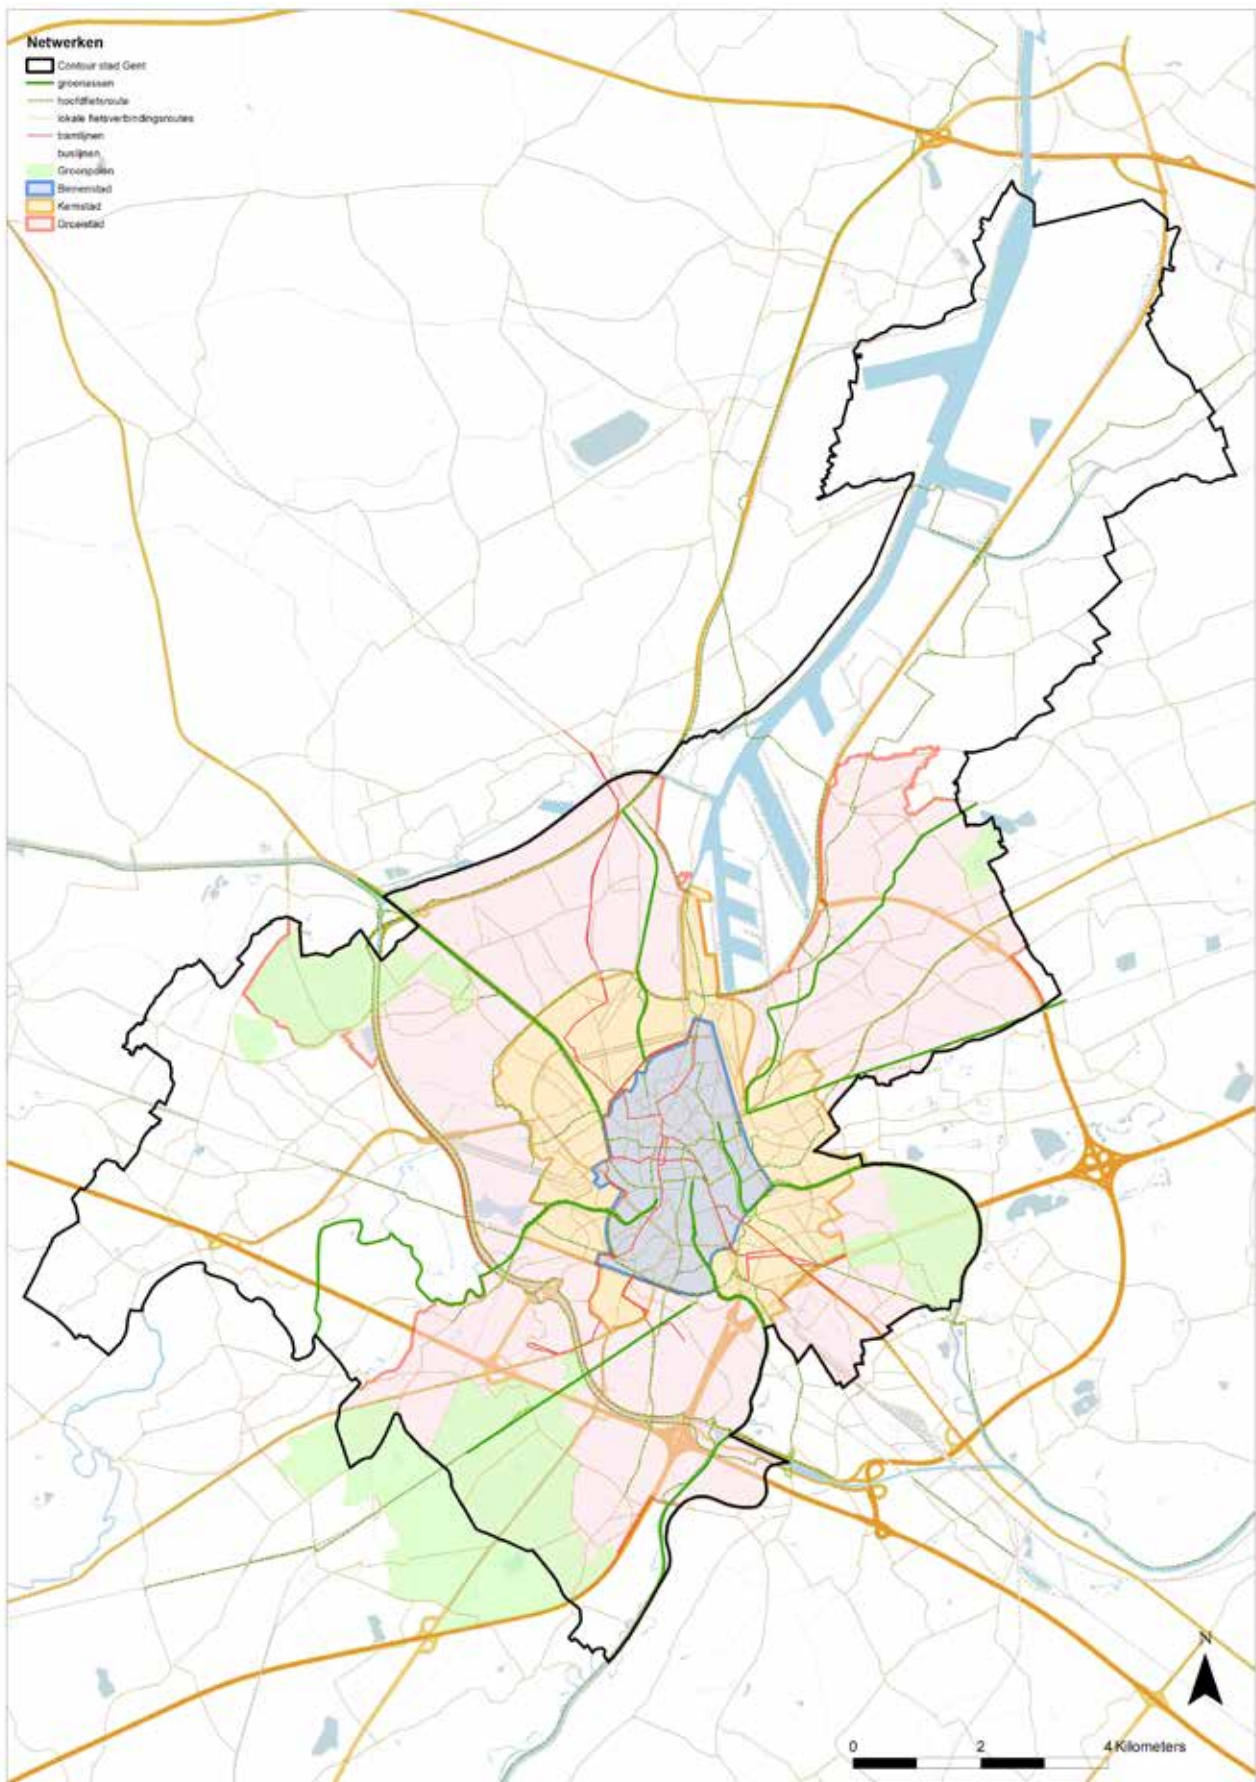 Netwerken
Contour stad Gent
groenassen
hoofdfietsroute
lokale fietsverbindingsroutes
tramlijnen
buslijnen
Groenpolen
Binnenstad
Kernstad
Groeistad
N
0 2 4 Kilometers